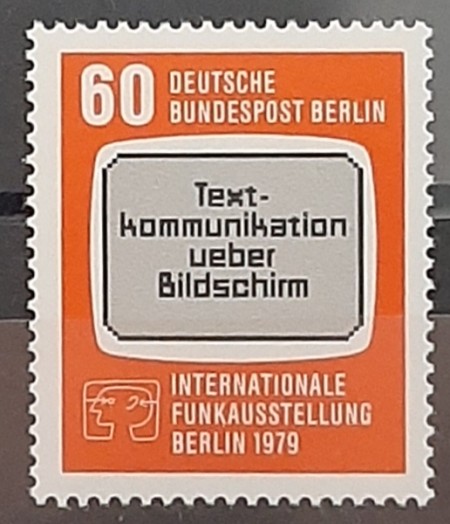 60 DEUTSCHE
BUNDESPOST BERLIN
Text-
kommunikation
ueber
Bildschirm
INTERNATIONALE
FUNKAUSSTELLUNG
BERLIN 1979